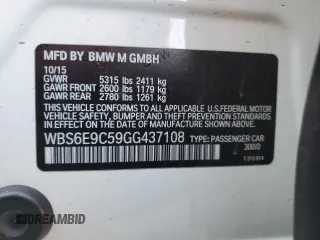 MFD BY BMW M GMBH
10/15
GVWR 5315 lbs 2411 kg
GAWR FRONT 2600 lbs 1179 kg
GAWR REAR 2780 lbs 1261 kg
THIS VEHICLE CONFORMS TO ALL APPLICABLE U.S. FEDERAL MOTOR
VEHICLE SAFETY, BUMPER, AND THEFT PREVENTION STANDARDS
IN EFFECT ON THE DATE OF MANUFACTURE SHOWN ABOVE.
WBS6E9C59GG437108 TYPE: PASSENGER CAR
300/0
AUTOBIDMASTER